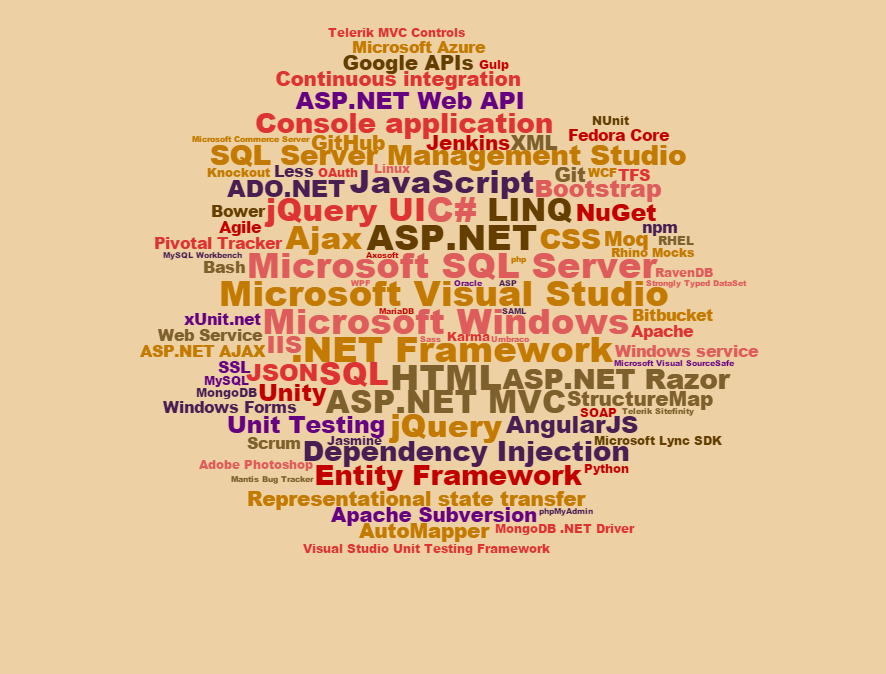 Telerik MVC Controls
Microsoft Azure
Google APIs Gulp
Continuous integration
ASP.NET Web API
Console application NUnit
Microsoft Commerce Server GitHub Jenkins XML Fedora Core
SQL Server Management Studio
Knockout Less OAuth Linux Git WCF TFS
ADO.NET JavaScript Bootstrap
Bower jQuery UI C# LINQ NuGet
Agile npm
Pivotal Tracker Ajax ASP.NET CSS Moq RHEL
MySQL Workbench Axosoft Rhino Mocks
Bash Microsoft SQL Server php RavenDB
WPF Oracle ASP Strongly Typed DataSet
Microsoft Visual Studio
MariaDB SAML
xUnit.net Microsoft Windows Bitbucket
Web Service Sass Karma Umbraco Apache
ASP.NET AJAX IIS .NET Framework Windows service
SSL Microsoft Visual SourceSafe
MySQL JSON SQL HTML ASP.NET Razor
MongoDB Unity
Windows Forms ASP.NET MVC StructureMap
SOAP Telerik Sitefinity
Unit Testing jQuery AngularJS
Scrum Jasmine Microsoft Lync SDK
Dependency Injection
Adobe Photoshop Python
Mantis Bug Tracker Entity Framework
Representational state transfer
Apache Subversion phpMyAdmin
AutoMapper MongoDB .NET Driver
Visual Studio Unit Testing Framework